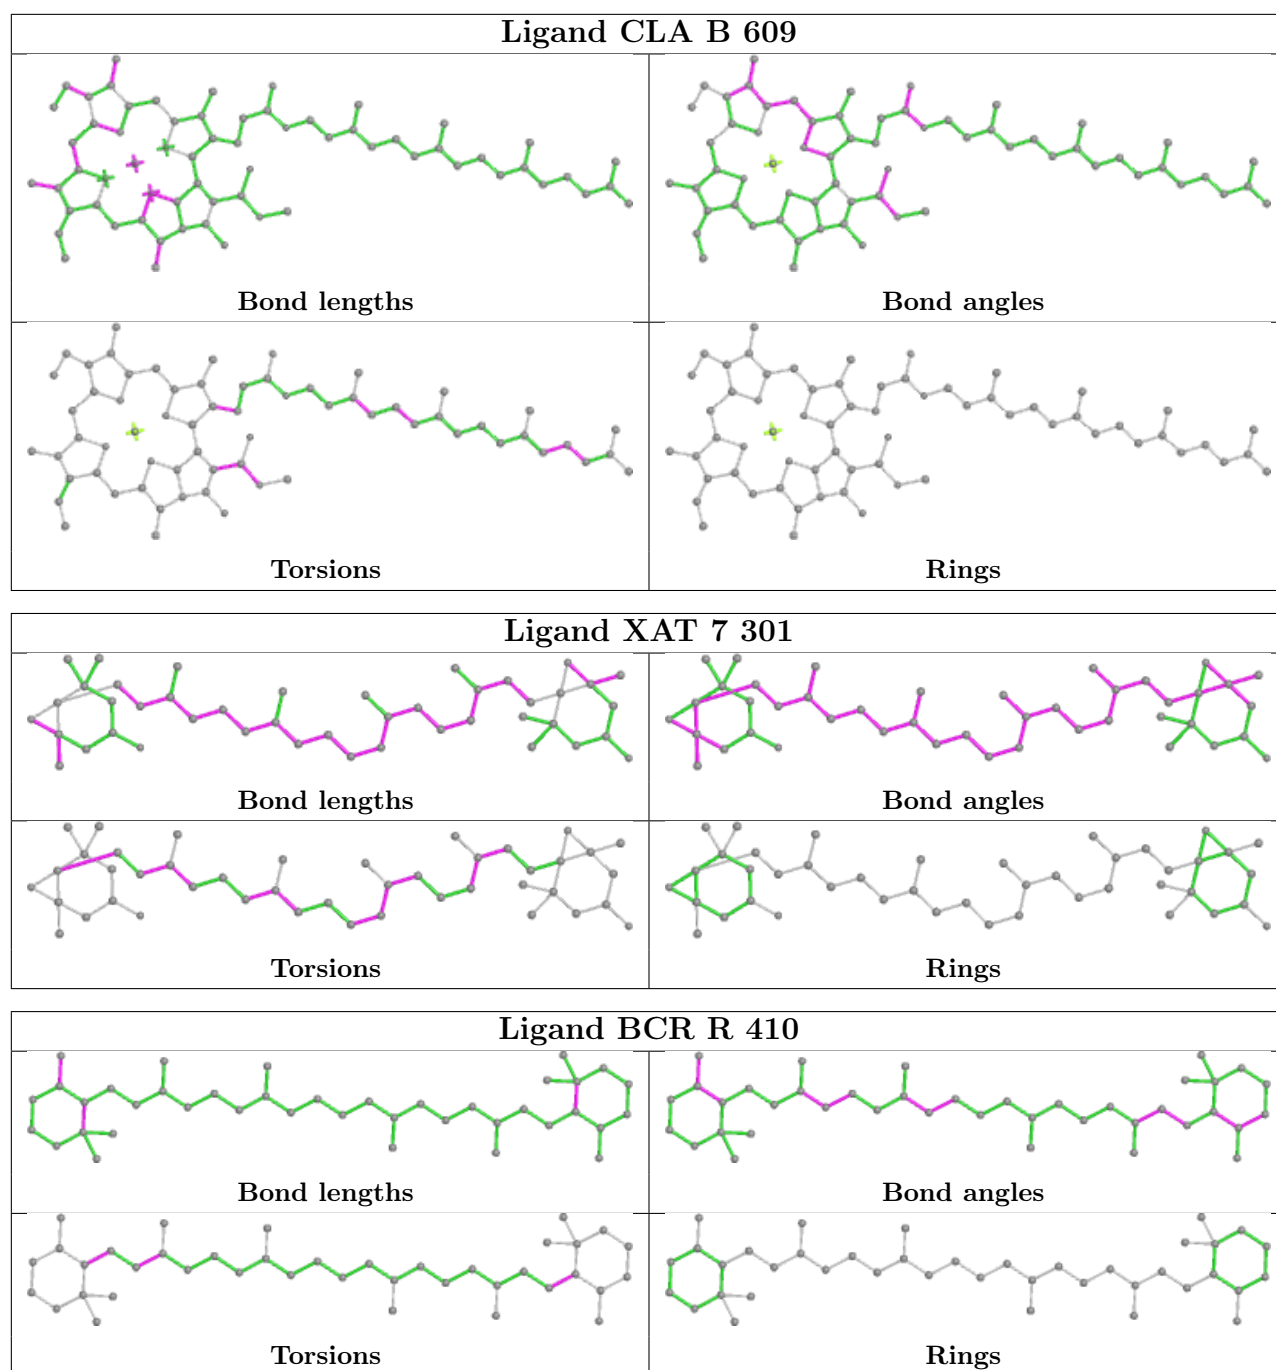 Ligand CLA B 609
Bond lengths Bond angles
Torsions Rings
Ligand XAT 7 301
Bond lengths Bond angles
Torsions Rings
Ligand BCR R 410
Bond lengths Bond angles
Torsions Rings